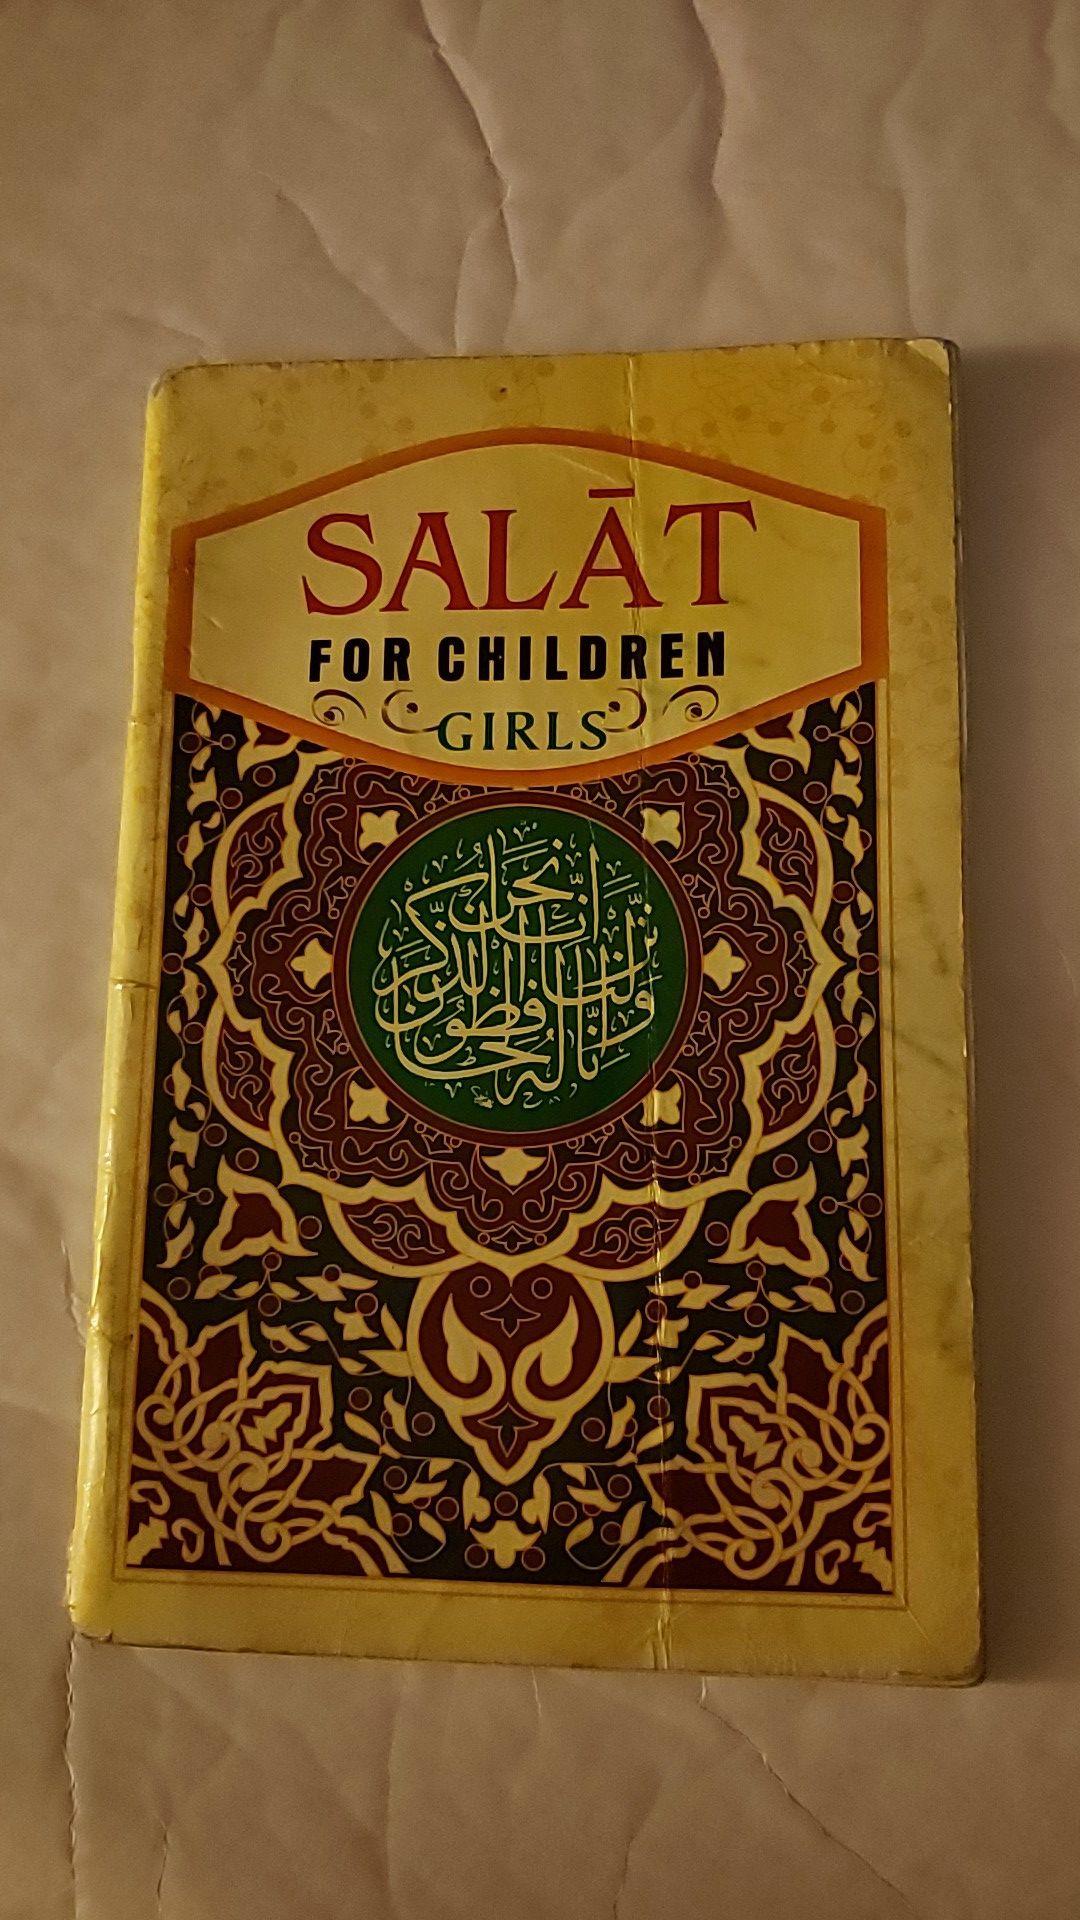 SALĀT
FOR CHILDREN
GIRLS
إنا نحن نزلنا الذكر وإنا له لحافظون